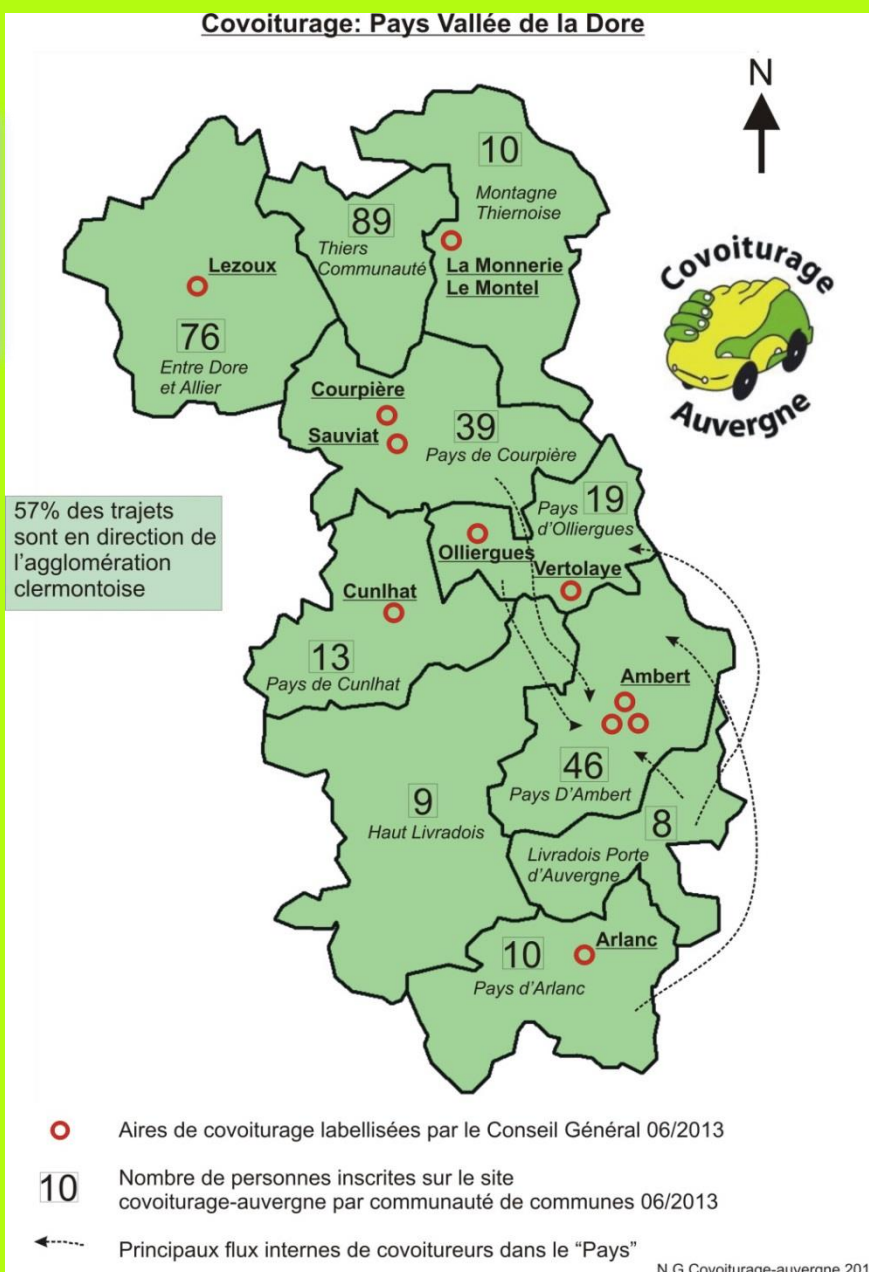 Covoiturage: Pays Vallée de la Dore
N
10
Montagne
Thiernoise
89
Thiers
Communauté
La Monnerie
Le Montel
Lezoux
76
Entre Dore
et Allier
Covoiturage
Auvergne
Courpière
Sauviat
39
Pays de Courpière
57% des trajets
sont en direction de
l'agglomération
clermontoise
Pays
d'Olliergues
19
Olliergues
Vertolaye
Cunlhat
13
Pays de Cunlhat
Ambert
46
Pays D'Ambert
9
Haut Livradois
8
Livradois Porte
d'Auvergne
Arlanc
10
Pays d'Arlanc
Aires de covoiturage labellisées par le Conseil Général 06/2013
10
Nombre de personnes inscrites sur le site
covoiturage-auvergne par communauté de communes 06/2013
Principaux flux internes de covoitureurs dans le "Pays"
N.G Covoiturage-auvergne 201